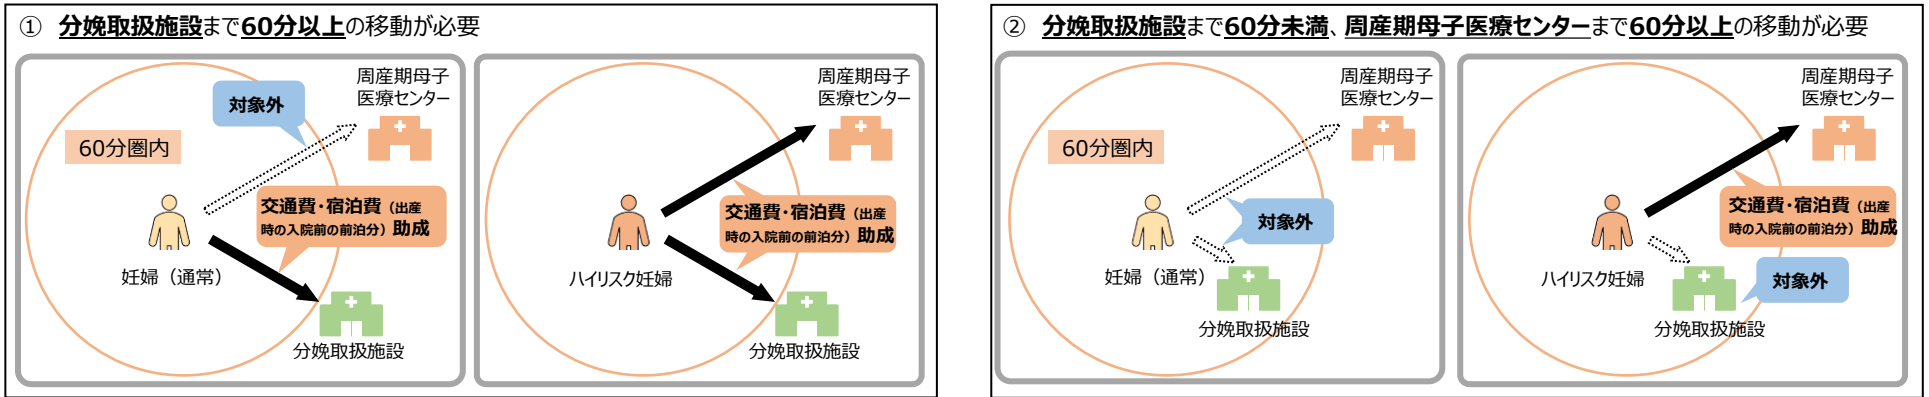 ① 分娩取扱施設まで60分以上の移動が必要
周産期母子
医療センター
対象外
60分圏内
交通費・宿泊費（出産
時の入院前の前泊分）助成
妊婦（通常）
分娩取扱施設
周産期母子
医療センター
交通費・宿泊費（出産
時の入院前の前泊分）助成
ハイリスク妊婦
分娩取扱施設
② 分娩取扱施設まで60分未満、周産期母子医療センターまで60分以上の移動が必要
周産期母子
医療センター
60分圏内
対象外
妊婦（通常）
分娩取扱施設
周産期母子
医療センター
交通費・宿泊費（出産
時の入院前の前泊分）助成
ハイリスク妊婦
対象外
分娩取扱施設